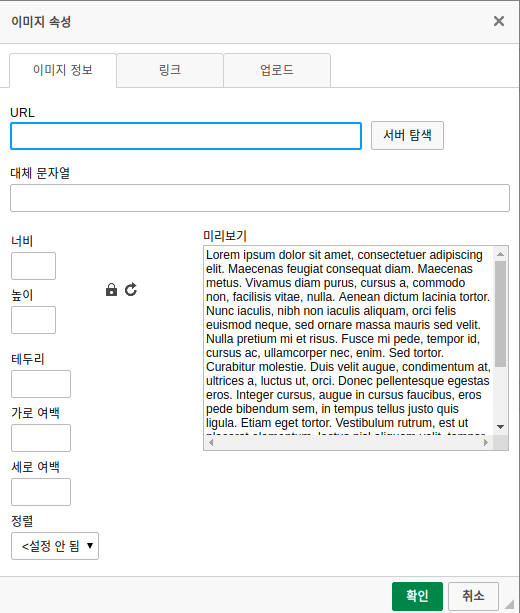 이미지 속성
이미지 정보
링크
업로드
URL
서버 탐색
대체 문자열
너비
높이
테두리
가로 여백
세로 여백
정렬
<설정 안 됨
미리보기
Lorem ipsum dolor sit amet, consectetuer adipiscing
elit. Maecenas feugiat consequat diam. Maecenas
metus. Vivamus diam purus, cursus a, commodo
non, facilisis vitae, nulla. Aenean dictum lacinia tortor.
Nunc iaculis, nibh non iaculis aliquam, orci felis
euismod neque, sed ornare massa mauris sed velit.
Nulla pretium mi et risus. Fusce mi pede, tempor id,
cursus ac, ullamcorper nec, enim. Sed tortor.
Curabitur molestie. Duis velit augue, condimentum at,
ultrices a, luctus ut, orci. Donec pellentesque egestas
eros. Integer cursus, augue in cursus faucibus, eros
pede bibendum sem, in tempus tellus justo quis
ligula. Etiam eget tortor. Vestibulum rutrum, est ut
placerat elementum, lectus nisl aliquam velit, tempor
확인
취소